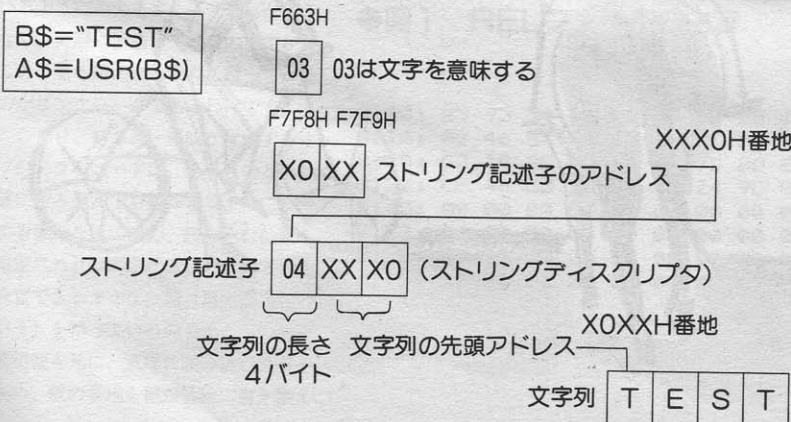 F663H
B$="TEST"
A$=USR(B$)
03 03は文字を意味する
F7F8H F7F9H
XXX0H番地
X0 XX ストリング記述子のアドレス
ストリング記述子 04 XX X0 (ストリングディスクリプタ)
X0XXH番地
文字列の長さ 文字列の先頭アドレス
4バイト
文字列 T E S T